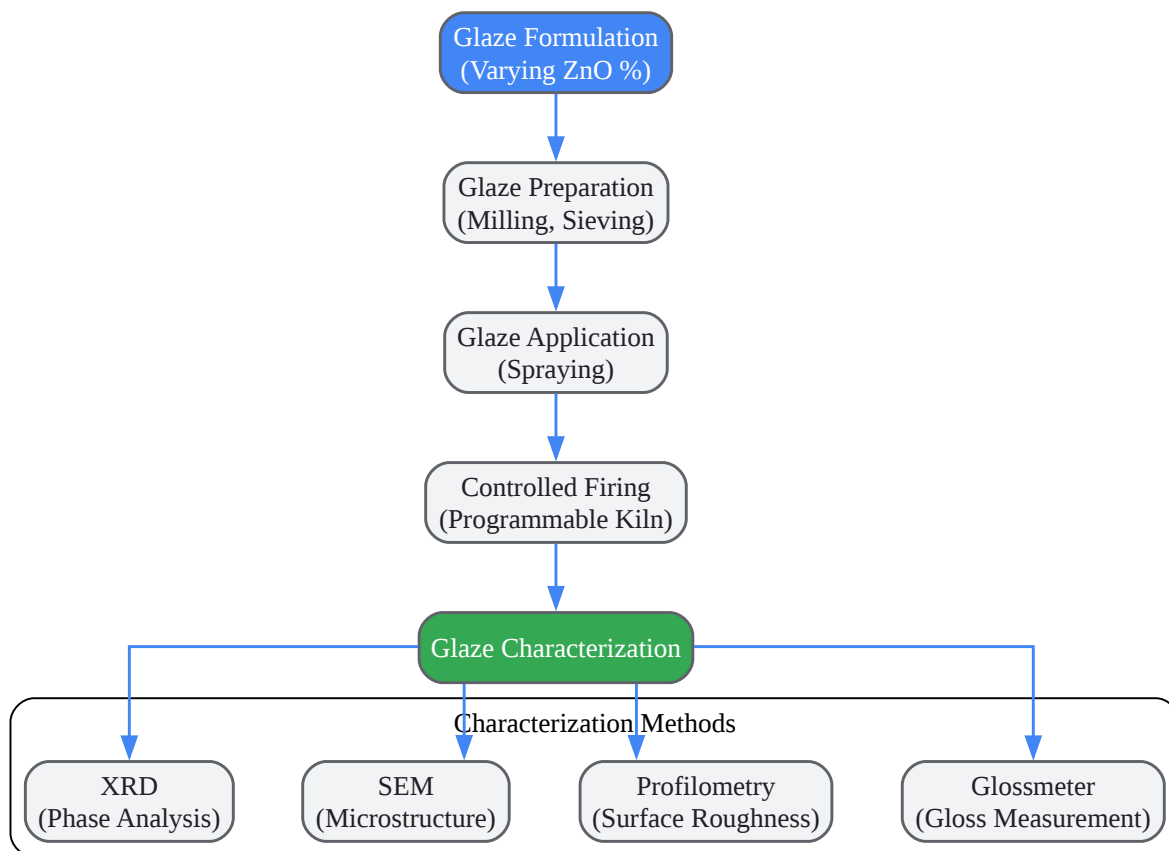 Glaze Formulation
(Varying ZnO %)
Glaze Preparation
(Milling, Sieving)
Glaze Application
(Spraying)
Controlled Firing
(Programmable Kiln)
Glaze Characterization
Characterization Methods
XRD
(Phase Analysis)
SEM
(Microstructure)
Profilometry
(Surface Roughness)
Glossmeter
(Gloss Measurement)